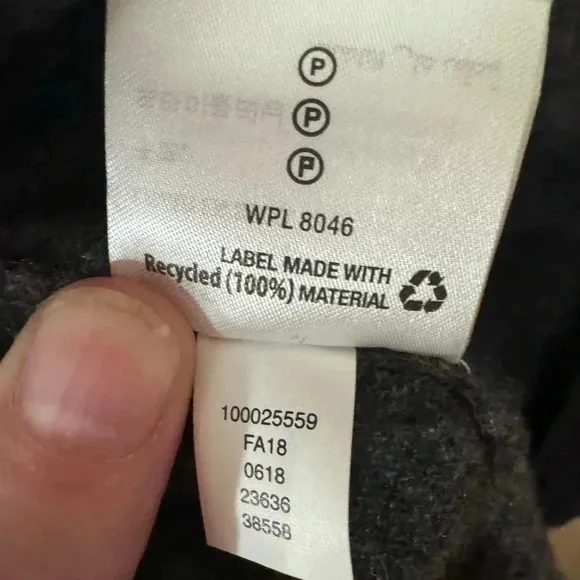 P
P
P
WPL 8046
LABEL MADE WITH
Recycled (100%) MATERIAL
100025559
FA18
0618
23636
38558